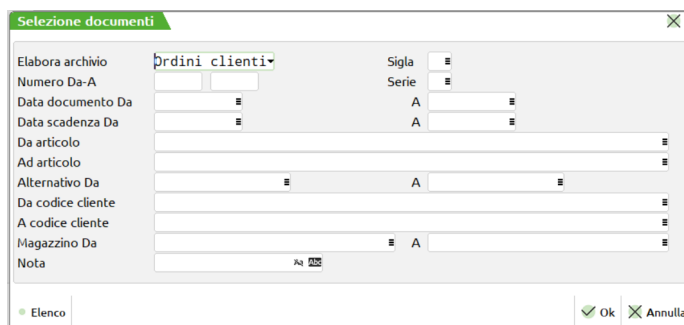 Selezione documenti
Elabora archivio Ordini clienti Sigla
Numero Da-A Serie
Data documento Da A
Data scadenza Da A
Da articolo
Ad articolo
Alternativo Da A
Da codice cliente
A codice cliente
Magazzino Da A
Nota Abc
Elenco Ok Annulla